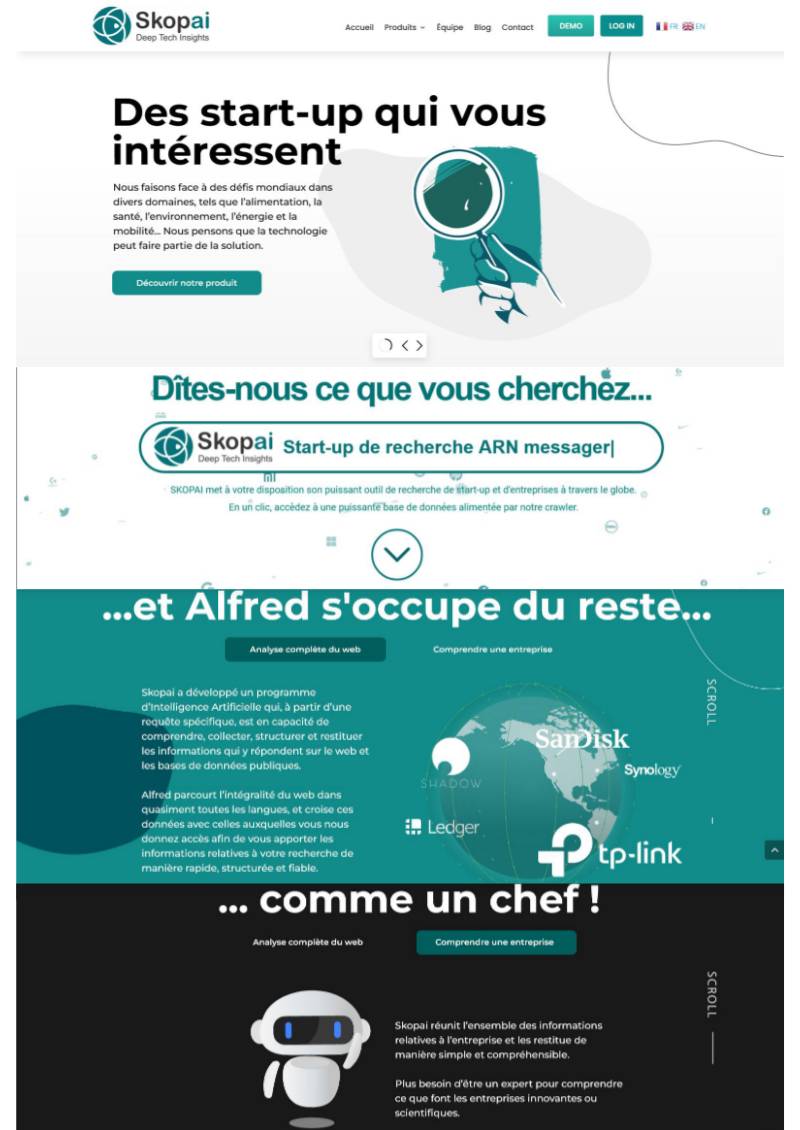 Skopai
Deep Tech Insights
Accueil Produits Équipe Blog Contact DEMO LOG IN FR EN
Des start-up qui vous
intéressent
Nous faisons face à des défis mondiaux dans
divers domaines, tels que l'alimentation, la
santé, l'environnement, l'énergie et la
mobilité... Nous pensons que la technologie
peut faire partie de la solution.
Découvrir notre produit
Dîtes-nous ce que vous cherchez...
Skopai
Deep Tech Insights
Start-up de recherche ARN messager|
SKOPAI met à votre disposition son puissant outil de recherche de start-up et d'entreprises à travers le globe.
En un clic, accèdez à une puissante base de données alimentée par notre crawler.
...et Alfred s'occupe du reste...
Analyse complète du web
Comprendre une entreprise
SCROLL
Skopai a développé un programme
d'Intelligence Artificielle qui, à partir d'une
requête spécifique, est en capacité de
comprendre, collecter, structurer et restituer
les informations qui y répondent sur le web et
les bases de données publiques.
Alfred parcourt l'intégralité du web dans
quasiment toutes les langues, et croise ces
données avec celles auxquelles vous nous
donnez accès afin de vous apporter les
informations relatives à votre recherche de
manière rapide, structurée et fiable.
SanDisk
Synology
SHADOW
Ledger
tp-link
... comme un chef !
Analyse complète du web
Comprendre une entreprise
SCROLL
Skopai réunit l'ensemble des informations
relatives à l'entreprise et les restitue de
manière simple et compréhensible.
Plus besoin d'être un expert pour comprendre
ce que font les entreprises innovantes ou
scientifiques.